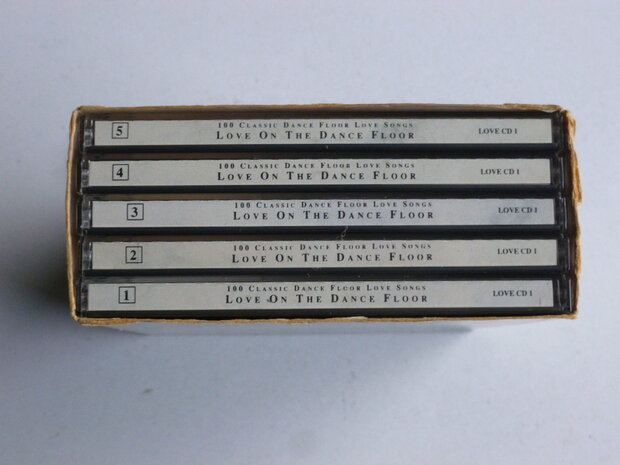 5 100 Classic Dance Floor Love Songs
Love On The Dance Floor LOVE CD 1
4 100 Classic Dance Floor Love Songs
Love On The Dance Floor LOVE CD 1
3 100 Classic Dance Floor Love Songs
Love On The Dance Floor LOVE CD 1
2 100 Classic Dance Floor Love Songs
Love On The Dance Floor LOVE CD 1
1 100 Classic Dance Floor Love Songs
Love On The Dance Floor LOVE CD 1